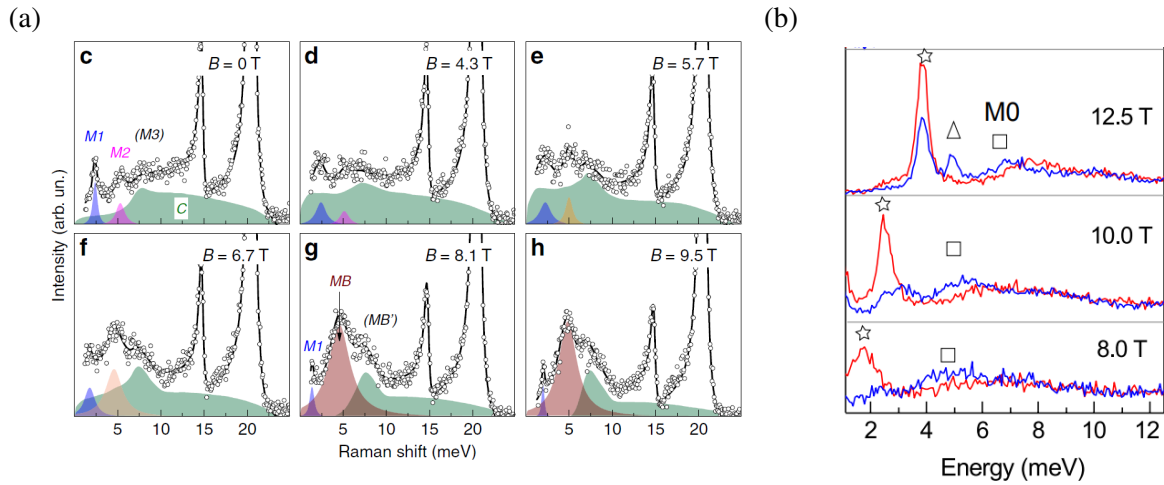 (a)
c
B = 0 T
M1
M2
(M3)
C
d
B = 4.3 T
e
B = 5.7 T
Intensity (arb. un.)
f
B = 6.7 T
g
B = 8.1 T
MB
(MB')
M1
h
B = 9.5 T
5 10 15 20
5 10 15 20
5 10 15 20
Raman shift (meV)
(b)
M0
12.5 T
10.0 T
8.0 T
2 4 6 8 10 12
Energy (meV)